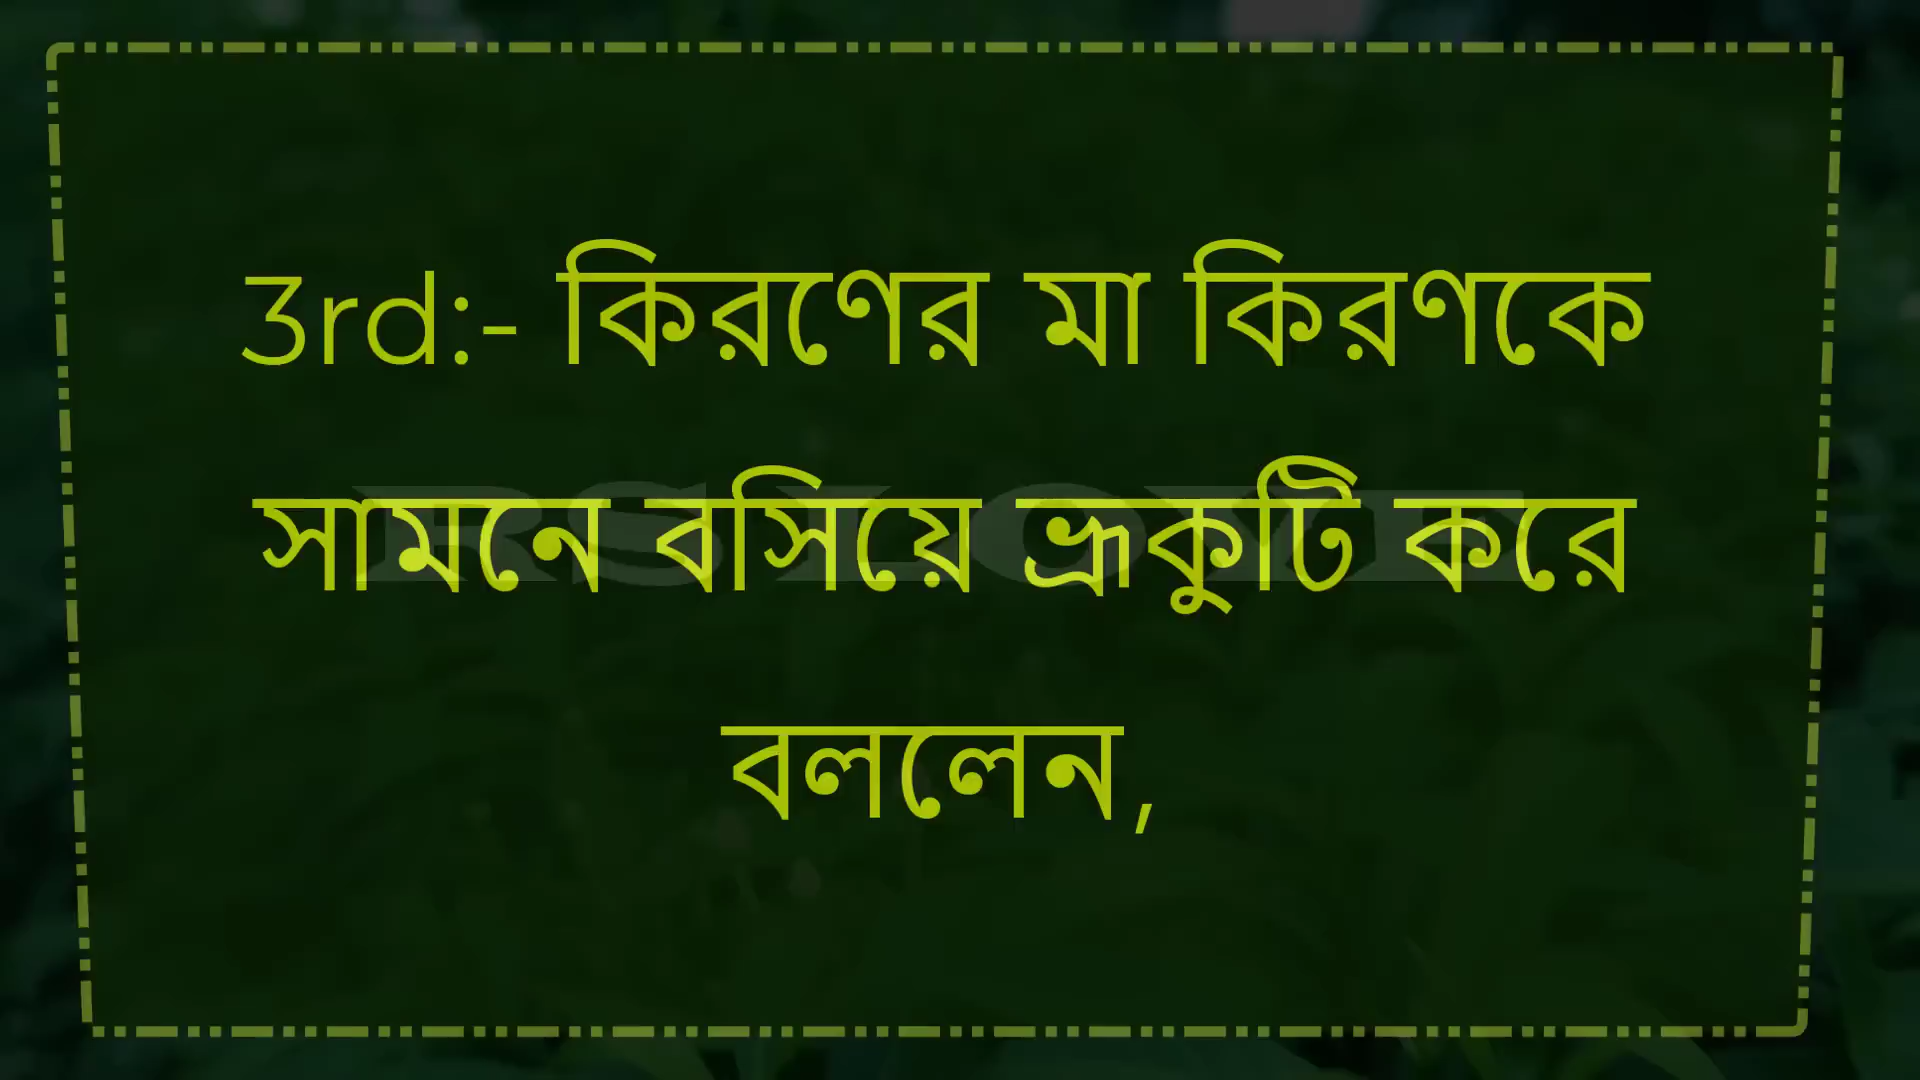 3rd:- কিরণের মা কিরণকে
সামনে বসিয়ে ভ্রূকুটি করে
বললেন,